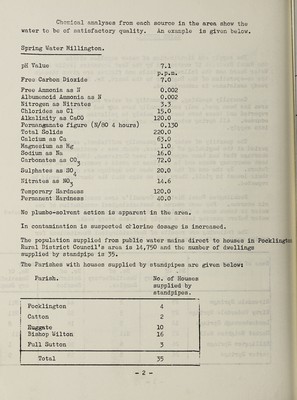 Chemical analyses from each source in the area show the
water to be of satisfactory quality. An example is given below.
Spring Water Millington.
pH Value 7.1
p.p.m.
Free Carbon Dioxide 7.0
Free Ammonia as N 0.002
Albumonoid Ammonia as N 0.002
Nitrogen as Nitrates 3.3
Chlorides as Cl 15.0
Alkalinity as CaCO 120.0
Permanganate figure (N/80 4 hours) 0.130
Total Solids 220.0
Calcium as Ca 63.0
Magnesium as Mg 1.0
Sodium as Na 16.0
Carbonates as CO3 72.0
Sulphates as SO4 20.0
Nitrates as NO3 14.6
Temporary Hardness 120.0
Permanent Hardness 40.0
No plumbo-solvent action is apparent in the area.
In contamination is suspected chlorine dosage is increased.
The population supplied from public water mains direct to houses in Pocklington
Rural District Council's area is 14,750 and the number of dwellings
supplied by standpipe is 35.
The Parishes with houses supplied by standpipes are given below:
Parish. No. of Houses
supplied by
standpipes.
Pocklington 4
Catton 2
Huggate 10
Bishop Wilton 16
Full Sutton 3
Total 35
- 2 -